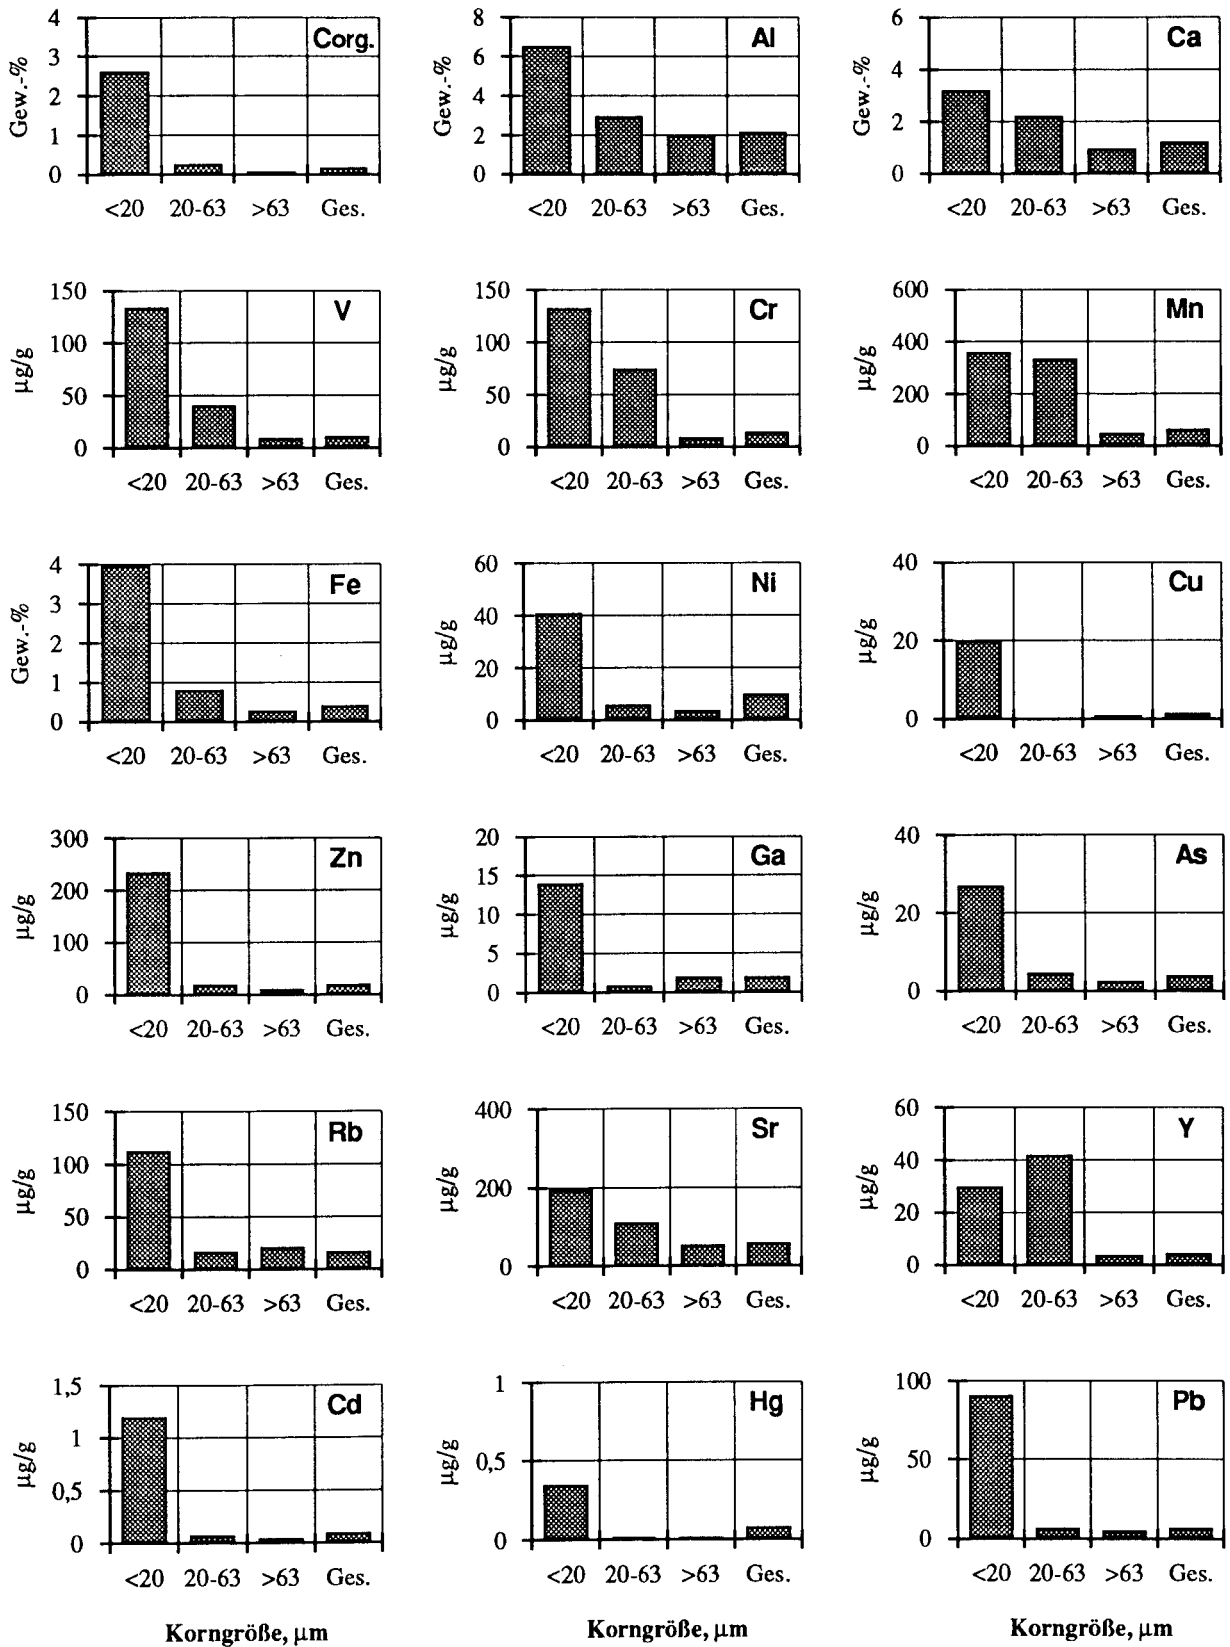 4
Corg.
3
2
1
0
Gew.-%
<20 20-63 >63 Ges.
8
Al
6
4
2
0
Gew.-%
<20 20-63 >63 Ges.
6
Ca
4
2
0
Gew.-%
<20 20-63 >63 Ges.
150
V
100
50
0
µg/g
<20 20-63 >63 Ges.
150
Cr
100
50
0
µg/g
<20 20-63 >63 Ges.
600
Mn
400
200
0
µg/g
<20 20-63 >63 Ges.
4
Fe
3
2
1
0
Gew.-%
<20 20-63 >63 Ges.
60
Ni
40
20
0
µg/g
<20 20-63 >63 Ges.
40
Cu
20
0
µg/g
<20 20-63 >63 Ges.
300
Zn
200
100
0
µg/g
<20 20-63 >63 Ges.
20
Ga
15
10
5
0
µg/g
<20 20-63 >63 Ges.
40
As
20
0
µg/g
<20 20-63 >63 Ges.
150
Rb
100
50
0
µg/g
<20 20-63 >63 Ges.
400
Sr
200
0
µg/g
<20 20-63 >63 Ges.
60
Y
40
20
0
µg/g
<20 20-63 >63 Ges.
1,5
Cd
1
0,5
0
µg/g
<20 20-63 >63 Ges.
Korngröße, µm
1
Hg
0,5
0
µg/g
<20 20-63 >63 Ges.
Korngröße, µm
100
Pb
50
0
µg/g
<20 20-63 >63 Ges.
Korngröße, µm